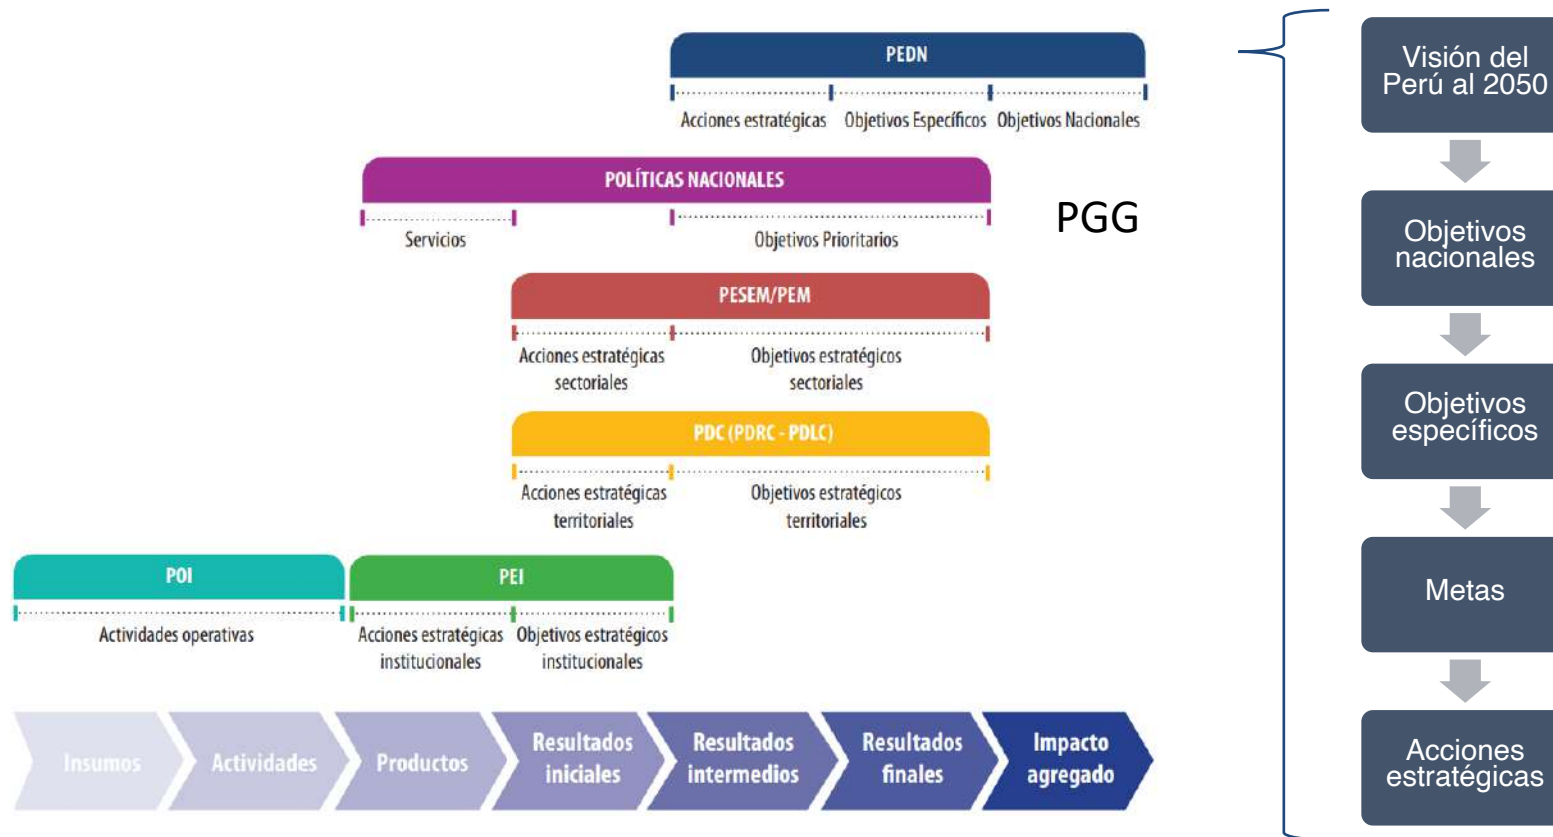 PEDN
Acciones estratégicas
Objetivos Específicos
Objetivos Nacionales
POLÍTICAS NACIONALES
PGG
Servicios
Objetivos Prioritarios
PESEM/PEM
Acciones estratégicas
sectoriales
Objetivos estratégicos
sectoriales
PDC (PDRC - PDLC)
Acciones estratégicas
territoriales
Objetivos estratégicos
territoriales
POI
Actividades operativas
PEI
Acciones estratégicas
institucionales
Objetivos estratégicos
institucionales
Insumos
Actividades
Productos
Resultados
iniciales
Resultados
intermedios
Resultados
finales
Impacto
agregado
Visión del
Perú al 2050
Objetivos
nacionales
Objetivos
específicos
Metas
Acciones
estratégicas